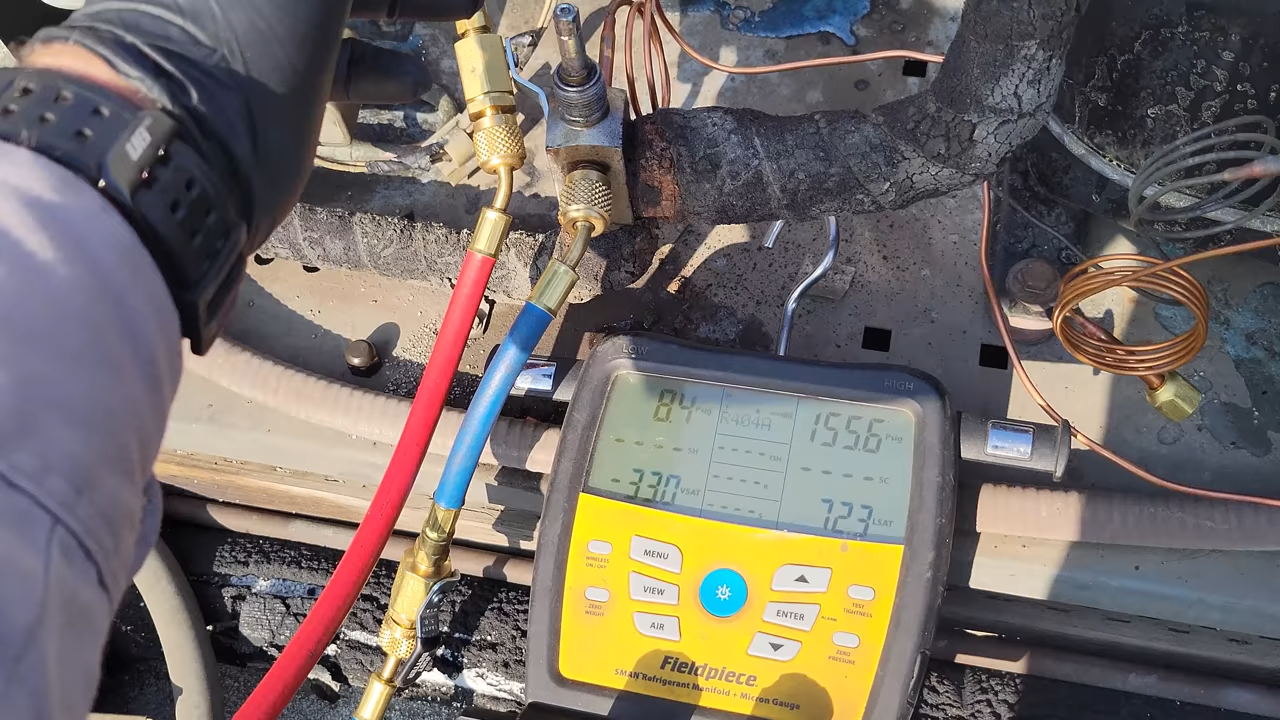 LOW
HIGH
8.4 Psig
R404A
155.6 Psig
---- SH
---- SC
-33.0 VSAT
72.3 LSAT
WIRELESS
ON / OFF
MENU
ZERO
WEIGHT
VIEW
AIR
ENTER
ALARM
TEST
TIGHTNESS
ZERO
PRESSURE
Fieldpiece
SMAN Refrigerant Manifold + Micron Gauge